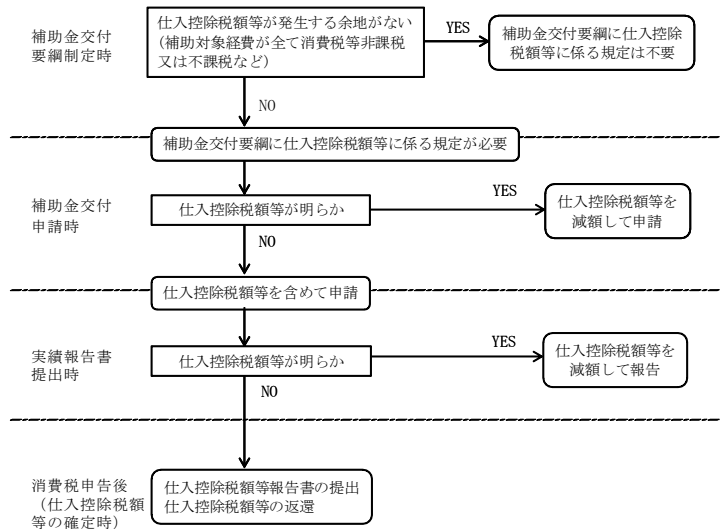 補助金交付
要綱制定時
仕入控除税額等が発生する余地がない
(補助対象経費が全て消費税等非課税
又は不課税など)
YES
補助金交付要綱に仕入控除
税額等に係る規定は不要
NO
補助金交付要綱に仕入控除税額等に係る規定が必要
補助金交付
申請時
仕入控除税額等が明らか
YES
仕入控除税額等を
減額して申請
NO
仕入控除税額等を含めて申請
実績報告書
提出時
仕入控除税額等が明らか
YES
仕入控除税額等を
減額して報告
NO
消費税申告後
(仕入控除税額
等の確定時)
仕入控除税額等報告書の提出
仕入控除税額等の返還